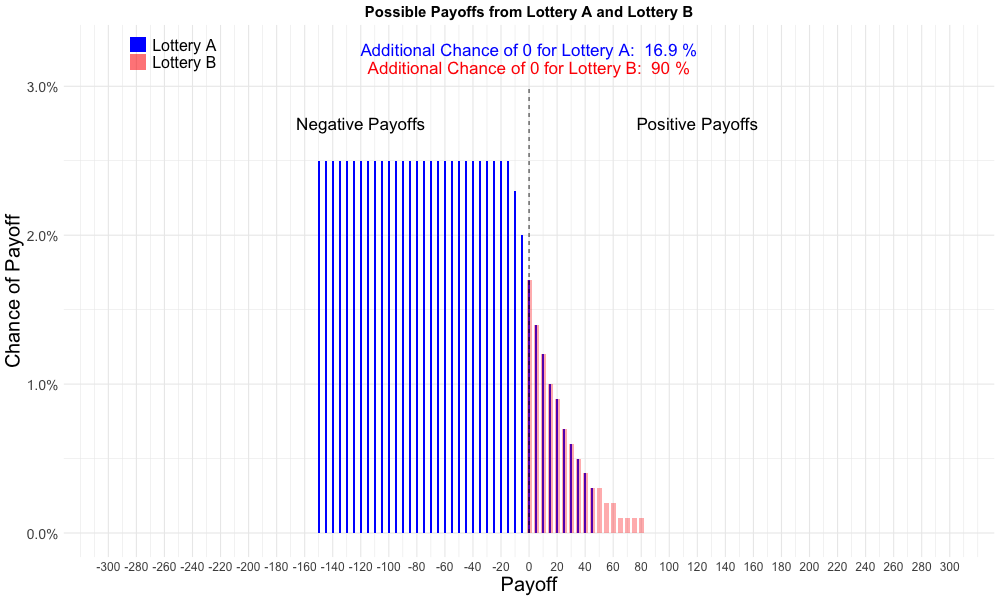 Possible Payoffs from Lottery A and Lottery B
Lottery A
Lottery B
Additional Chance of 0 for Lottery A:  16.9 %
Additional Chance of 0 for Lottery B:  90 %
Negative Payoffs
Positive Payoffs
Chance of Payoff
3.0%
2.0%
1.0%
0.0%
-300 -280 -260 -240 -220 -200 -180 -160 -140 -120 -100 -80 -60 -40 -20 0 20 40 60 80 100 120 140 160 180 200 220 240 260 280 300
Payoff